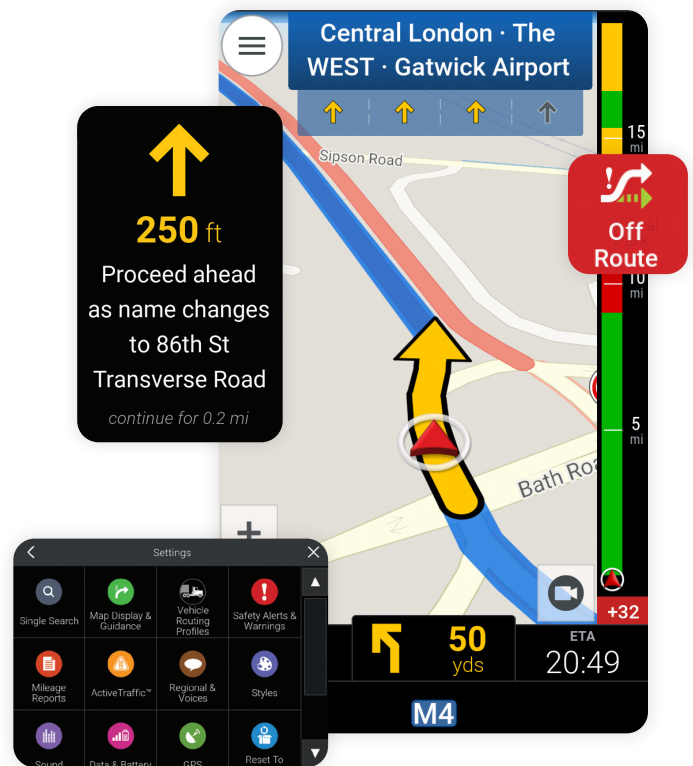 Central London · The
WEST · Gatwick Airport
Sipson Road
15
mi
Off
Route
10
mi
250 ft
Proceed ahead
as name changes
to 86th St
Transverse Road
continue for 0.2 mi
5
mi
Bath Roa
+
+32
50
yds
ETA
20:49
M4
Settings
Single Search
Map Display &
Guidance
Vehicle
Routing
Profiles
Safety Alerts &
Warnings
Mileage
Reports
ActiveTraffic™
Regional &
Voices
Styles
Sound
Data & Battery
GPS
Reset To